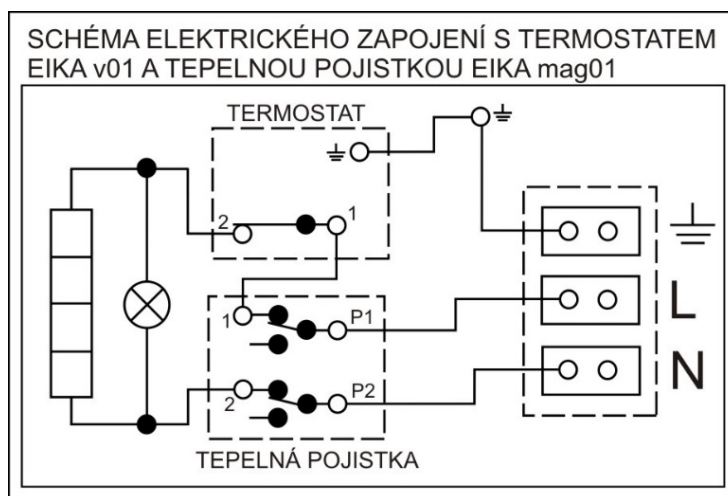 SCHÉMA ELEKTRICKÉHO ZAPOJENÍ S TERMOSTATEM
EIKA v01 A TEPELNOU POJISTKOU EIKA mag01
TERMOSTAT
2
1
1
P1
L
2
P2
N
TEPELNÁ POJISTKA